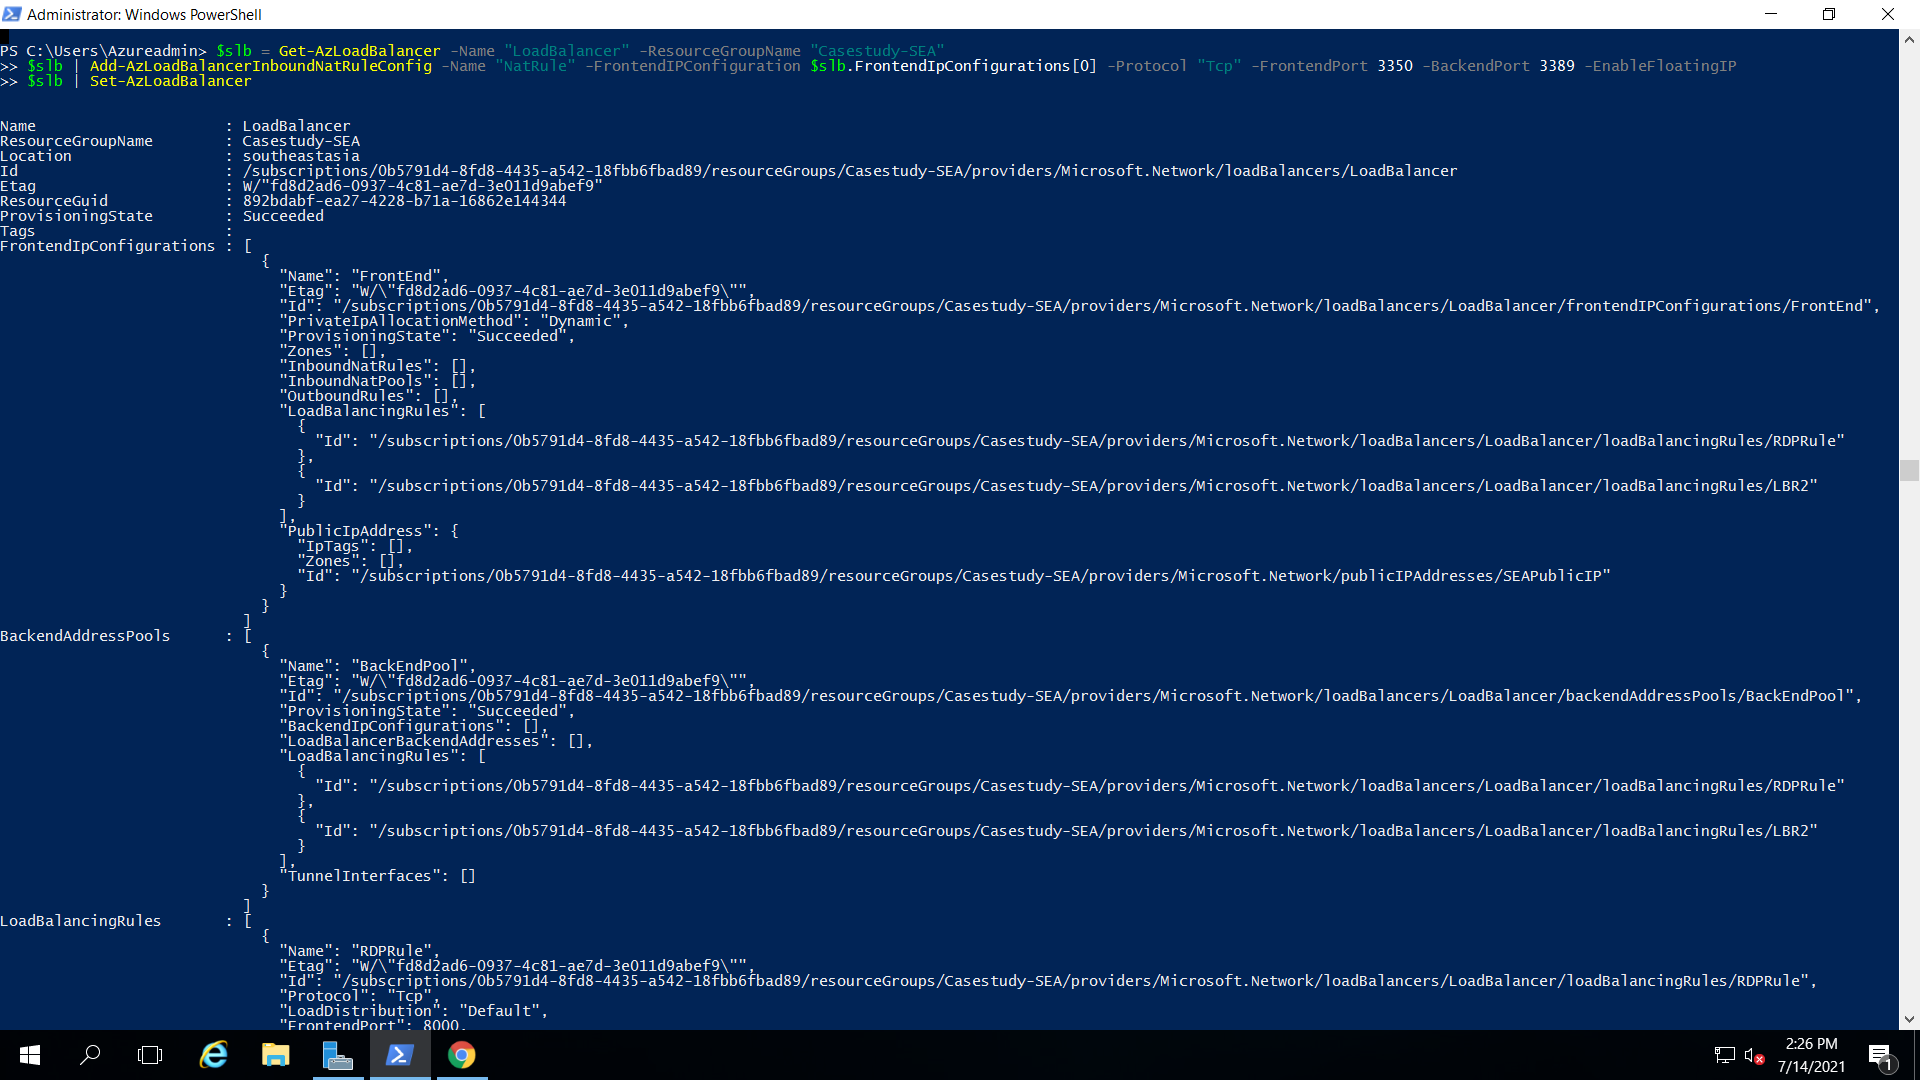 Administrator: Windows PowerShell
PS C:\Users\Azureadmin> $slb = Get-AzLoadBalancer -Name "LoadBalancer" -ResourceGroupName "Casestudy-SEA"
>> $slb | Add-AzLoadBalancerInboundNatRuleConfig -Name "NatRule" -FrontendIPConfiguration $slb.FrontendIpConfigurations[0] -Protocol "Tcp" -FrontendPort 3350 -BackendPort 3389 -EnableFloatingIP
>> $slb | Set-AzLoadBalancer
Name : LoadBalancer
ResourceGroupName : Casestudy-SEA
Location : southeastasia
Id : /subscriptions/0b5791d4-8fd8-4435-a542-18fbb6fbad89/resourceGroups/Casestudy-SEA/providers/Microsoft.Network/loadBalancers/LoadBalancer
Etag : W/"fd8d2ad6-0937-4c81-ae7d-3e011d9abef9"
ResourceGuid : 892bdabf-ea27-4228-b71a-16862e144344
ProvisioningState : Succeeded
Tags :
FrontendIpConfigurations : [
{
"Name": "FrontEnd",
"Etag": "W/\"fd8d2ad6-0937-4c81-ae7d-3e011d9abef9\"",
"Id": "/subscriptions/0b5791d4-8fd8-4435-a542-18fbb6fbad89/resourceGroups/Casestudy-SEA/providers/Microsoft.Network/loadBalancers/LoadBalancer/frontendIPConfigurations/FrontEnd",
"PrivateIpAllocationMethod": "Dynamic",
"ProvisioningState": "Succeeded",
"Zones": [],
"InboundNatRules": [],
"InboundNatPools": [],
"OutboundRules": [],
"LoadBalancingRules": [
{
"Id": "/subscriptions/0b5791d4-8fd8-4435-a542-18fbb6fbad89/resourceGroups/Casestudy-SEA/providers/Microsoft.Network/loadBalancers/LoadBalancer/loadBalancingRules/RDPRule"
},
{
"Id": "/subscriptions/0b5791d4-8fd8-4435-a542-18fbb6fbad89/resourceGroups/Casestudy-SEA/providers/Microsoft.Network/loadBalancers/LoadBalancer/loadBalancingRules/LBR2"
}
],
"PublicIpAddress": {
"IpTags": [],
"Zones": [],
"Id": "/subscriptions/0b5791d4-8fd8-4435-a542-18fbb6fbad89/resourceGroups/Casestudy-SEA/providers/Microsoft.Network/publicIPAddresses/SEAPublicIP"
}
}
]
BackendAddressPools : [
{
"Name": "BackEndPool",
"Etag": "W/\"fd8d2ad6-0937-4c81-ae7d-3e011d9abef9\"",
"Id": "/subscriptions/0b5791d4-8fd8-4435-a542-18fbb6fbad89/resourceGroups/Casestudy-SEA/providers/Microsoft.Network/loadBalancers/LoadBalancer/backendAddressPools/BackEndPool",
"ProvisioningState": "Succeeded",
"BackendIpConfigurations": [],
"LoadBalancerBackendAddresses": [],
"LoadBalancingRules": [
{
"Id": "/subscriptions/0b5791d4-8fd8-4435-a542-18fbb6fbad89/resourceGroups/Casestudy-SEA/providers/Microsoft.Network/loadBalancers/LoadBalancer/loadBalancingRules/RDPRule"
},
{
"Id": "/subscriptions/0b5791d4-8fd8-4435-a542-18fbb6fbad89/resourceGroups/Casestudy-SEA/providers/Microsoft.Network/loadBalancers/LoadBalancer/loadBalancingRules/LBR2"
}
],
"TunnelInterfaces": []
}
]
LoadBalancingRules : [
{
"Name": "RDPRule",
"Etag": "W/\"fd8d2ad6-0937-4c81-ae7d-3e011d9abef9\"",
"Id": "/subscriptions/0b5791d4-8fd8-4435-a542-18fbb6fbad89/resourceGroups/Casestudy-SEA/providers/Microsoft.Network/loadBalancers/LoadBalancer/loadBalancingRules/RDPRule",
"Protocol": "Tcp",
"LoadDistribution": "Default",
"FrontendPort": 8000,
2:26 PM
7/14/2021
1